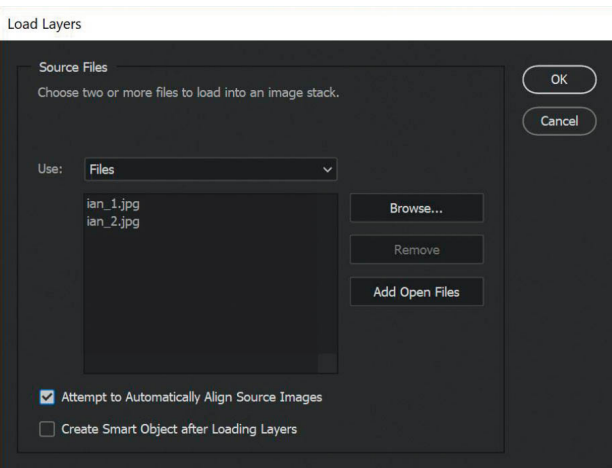 Load Layers
Source Files
OK
Choose two or more files to load into an image stack.
Cancel
Use: Files
ian_1.jpg
ian_2.jpg
Browse...
Remove
Add Open Files
Attempt to Automatically Align Source Images
Create Smart Object after Loading Layers